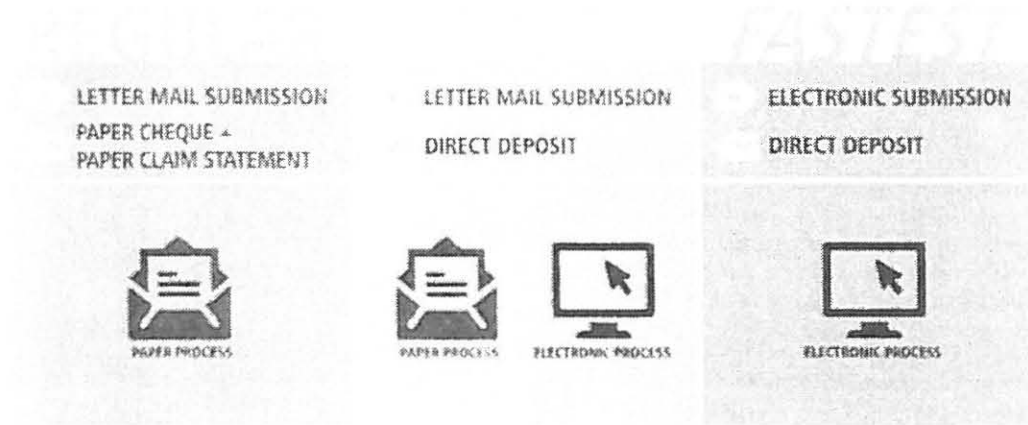 FASTEST
LETTER MAIL SUBMISSION
PAPER CHEQUE +
PAPER CLAIM STATEMENT
LETTER MAIL SUBMISSION
DIRECT DEPOSIT
ELECTRONIC SUBMISSION
DIRECT DEPOSIT
PAPER PROCESS
PAPER PROCESS
ELECTRONIC PROCESS
ELECTRONIC PROCESS